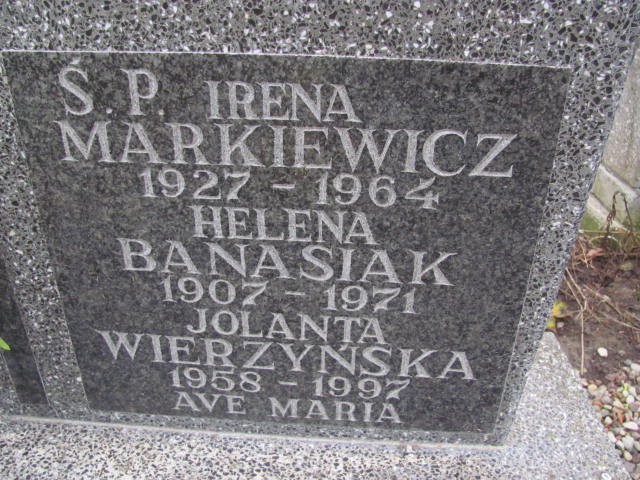 Ś.P. IRENA
MARKIEWICZ
1927 - 1964
HELENA
BANASIAK
1907 - 1971
JOLANTA
WIERZYŃSKA
1958 - 1997
AVE MARIA